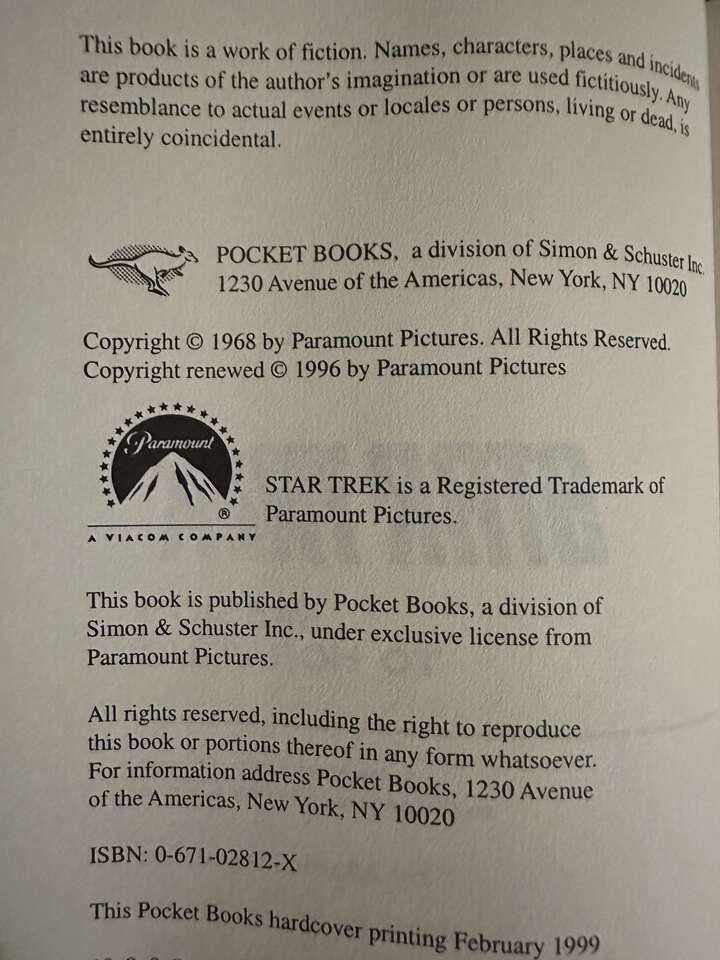 This book is a work of fiction. Names, characters, places and incidents
are products of the author's imagination or are used fictitiously. Any
resemblance to actual events or locales or persons, living or dead, is
entirely coincidental.
POCKET BOOKS, a division of Simon & Schuster Inc.
1230 Avenue of the Americas, New York, NY 10020
Copyright © 1968 by Paramount Pictures. All Rights Reserved.
Copyright renewed © 1996 by Paramount Pictures
Paramount
®
A VIACOM COMPANY
STAR TREK is a Registered Trademark of
Paramount Pictures.
This book is published by Pocket Books, a division of
Simon & Schuster Inc., under exclusive license from
Paramount Pictures.
All rights reserved, including the right to reproduce
this book or portions thereof in any form whatsoever.
For information address Pocket Books, 1230 Avenue
of the Americas, New York, NY 10020
ISBN: 0-671-02812-X
This Pocket Books hardcover printing February 1999